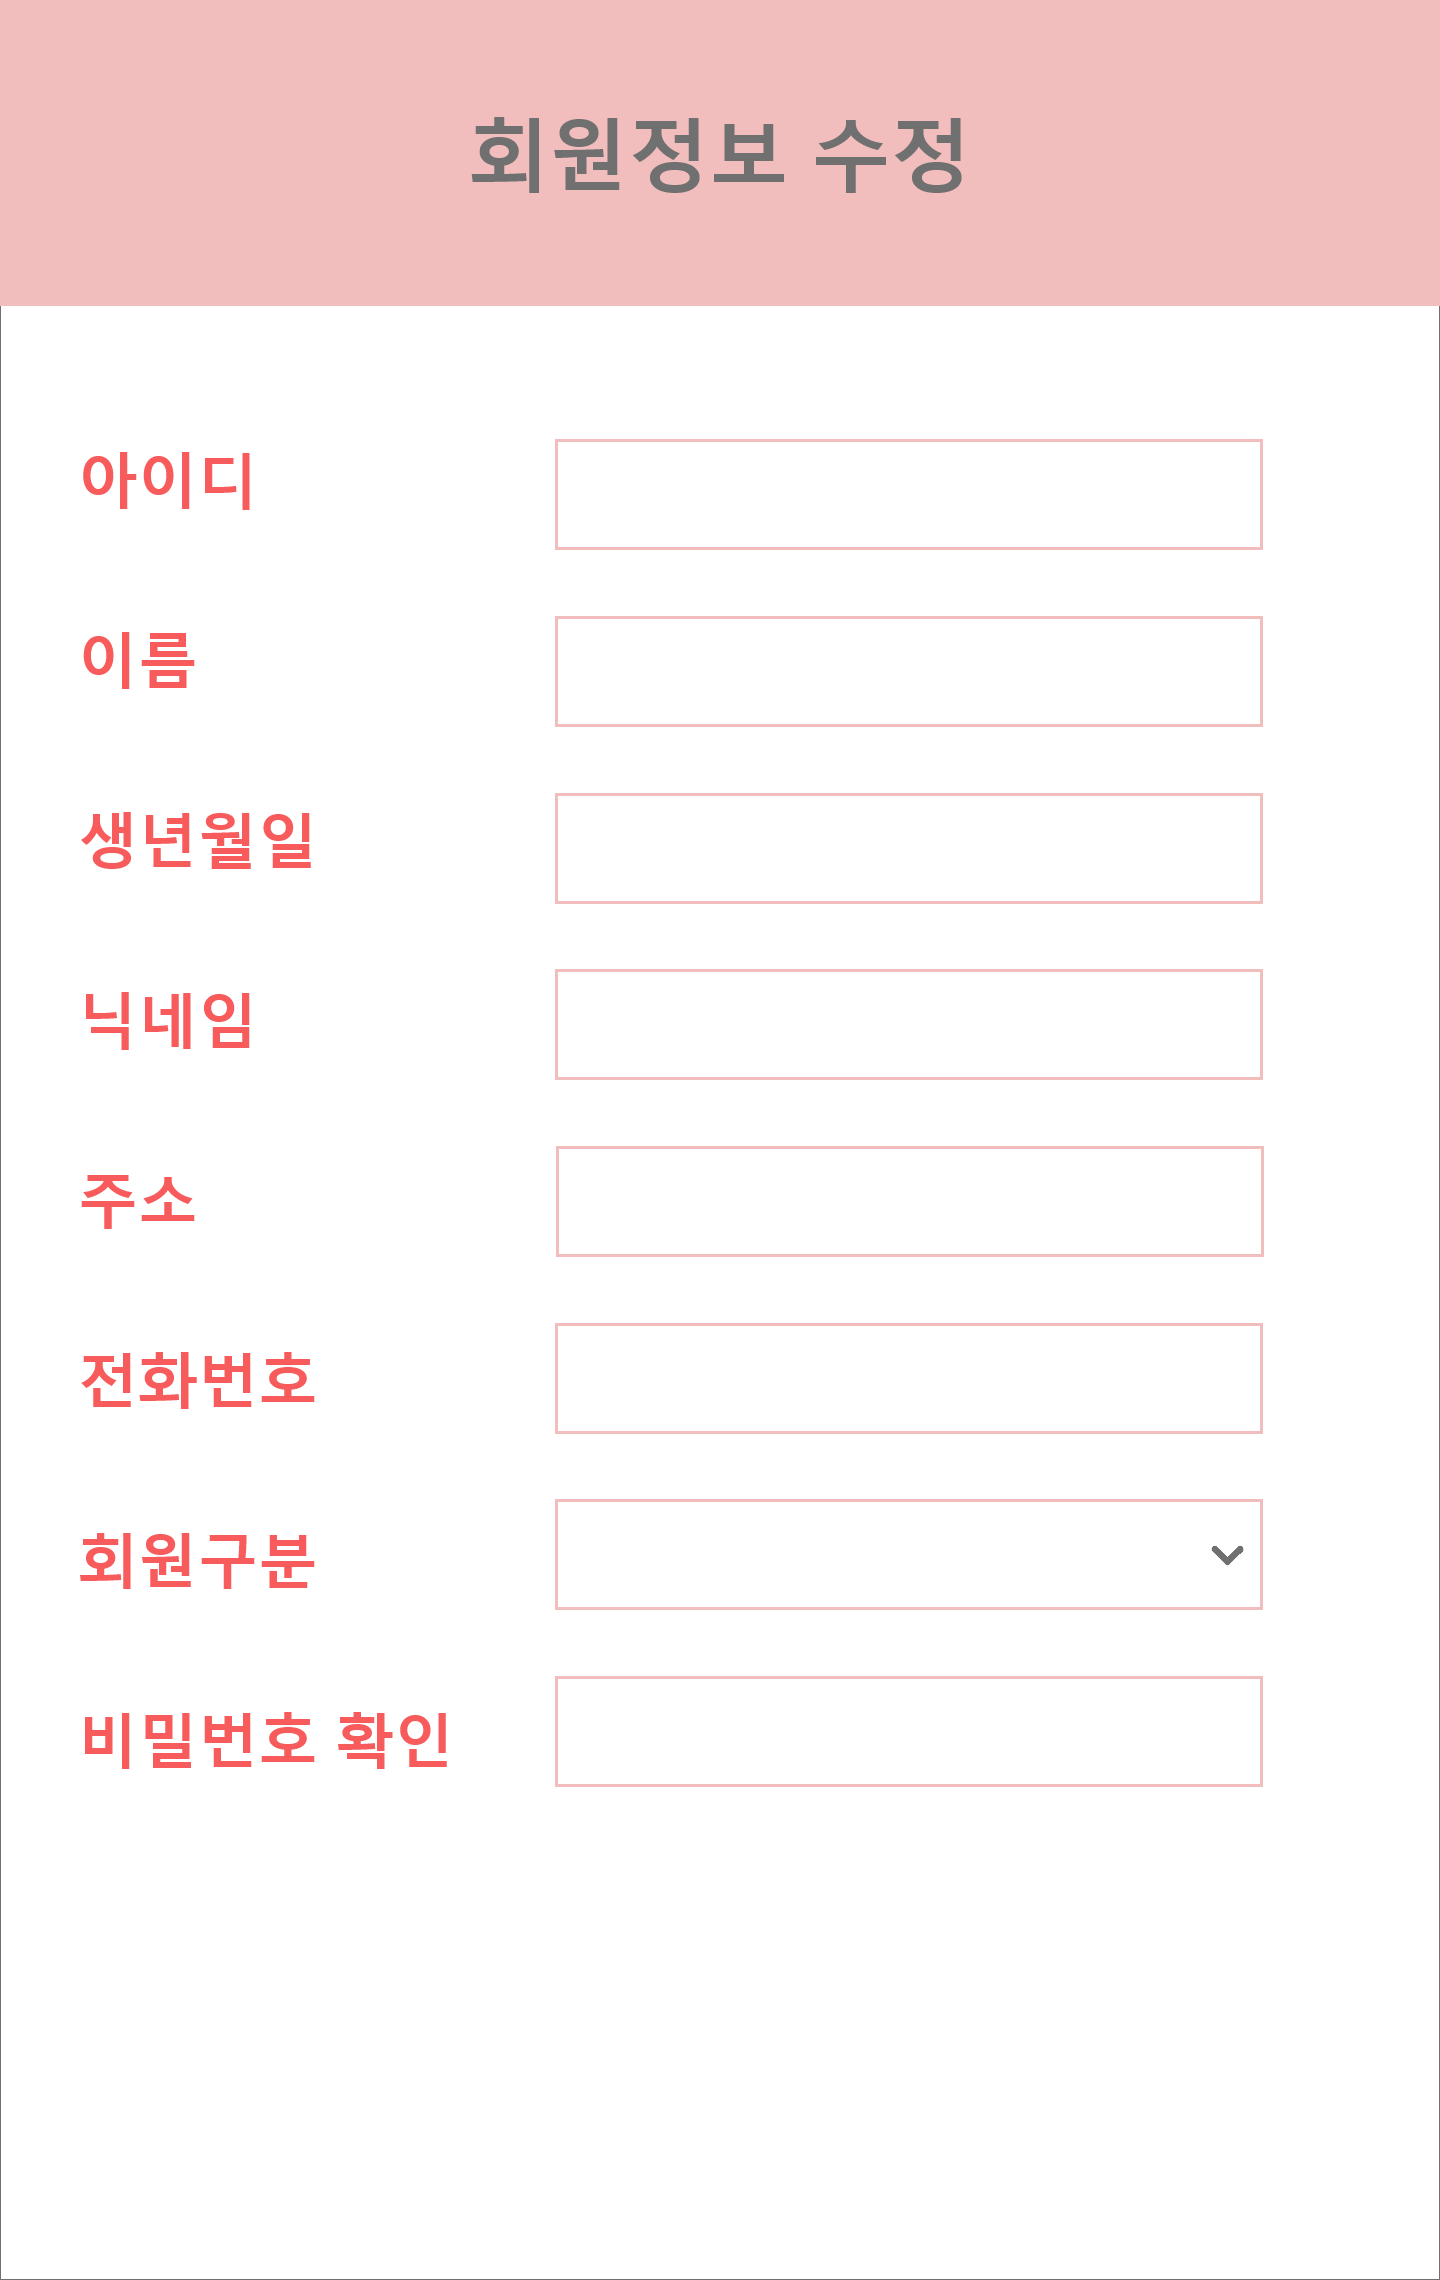 회원정보 수정
아이디
이름
생년월일
닉네임
주소
전화번호
회원구분
비밀번호 확인